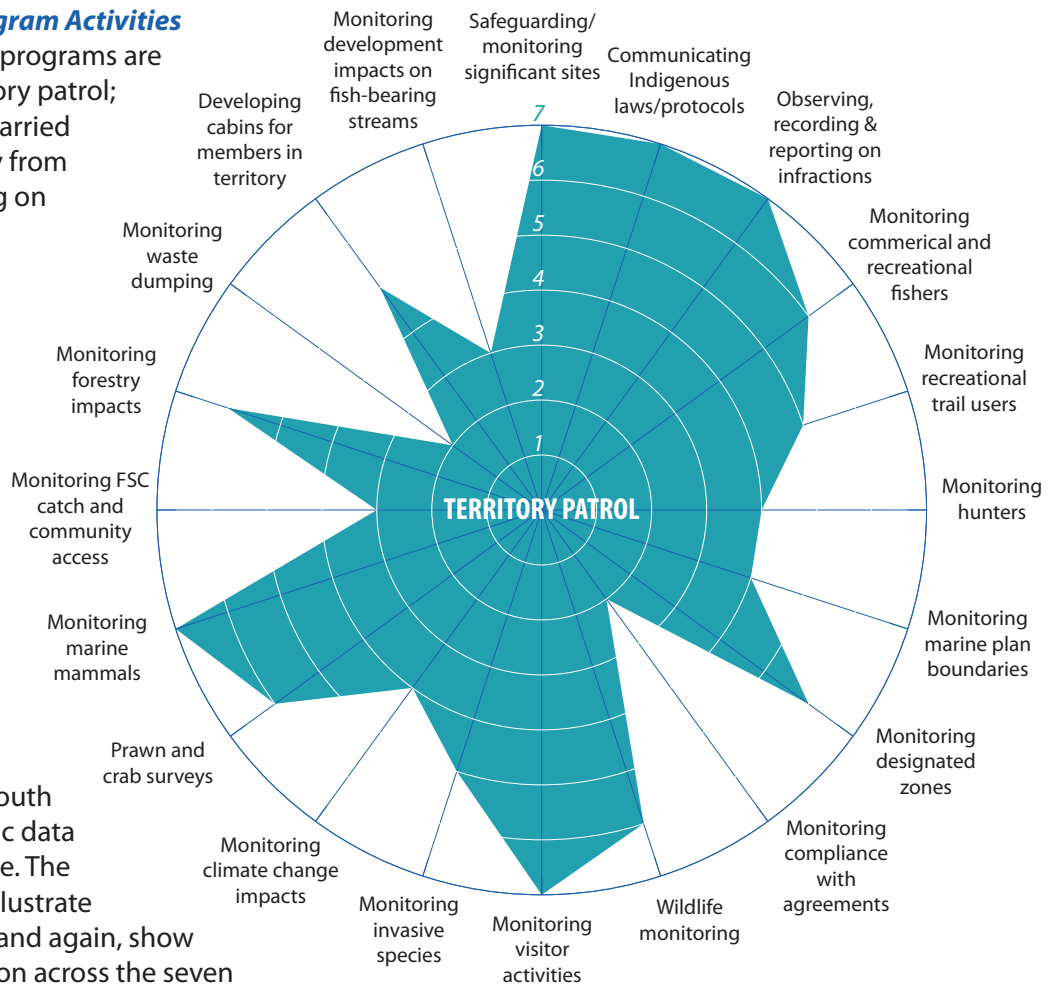 gram Activities
programs are
ory patrol;
arried
y from
g on
outh
ic data
e. The
llustrate
and again, show
on across the seven
Monitoring
development
impacts on
fish-bearing
streams
Safeguarding/
monitoring
significant sites
Communicating
Indigenous
laws/protocols
Observing,
recording &
reporting on
infractions
Monitoring
commerical and
recreational
fishers
Monitoring
recreational
trail users
Monitoring
hunters
Monitoring
marine plan
boundaries
Monitoring
designated
zones
Monitoring
compliance
with
agreements
Wildlife
monitoring
Monitoring
visitor
activities
Monitoring
invasive
species
Monitoring
climate change
impacts
Prawn and
crab surveys
Monitoring
marine
mammals
Monitoring FSC
catch and
community
access
Monitoring
forestry
impacts
Monitoring
waste
dumping
Developing
cabins for
members in
territory
7
6
5
4
3
2
1
TERRITORY PATROL